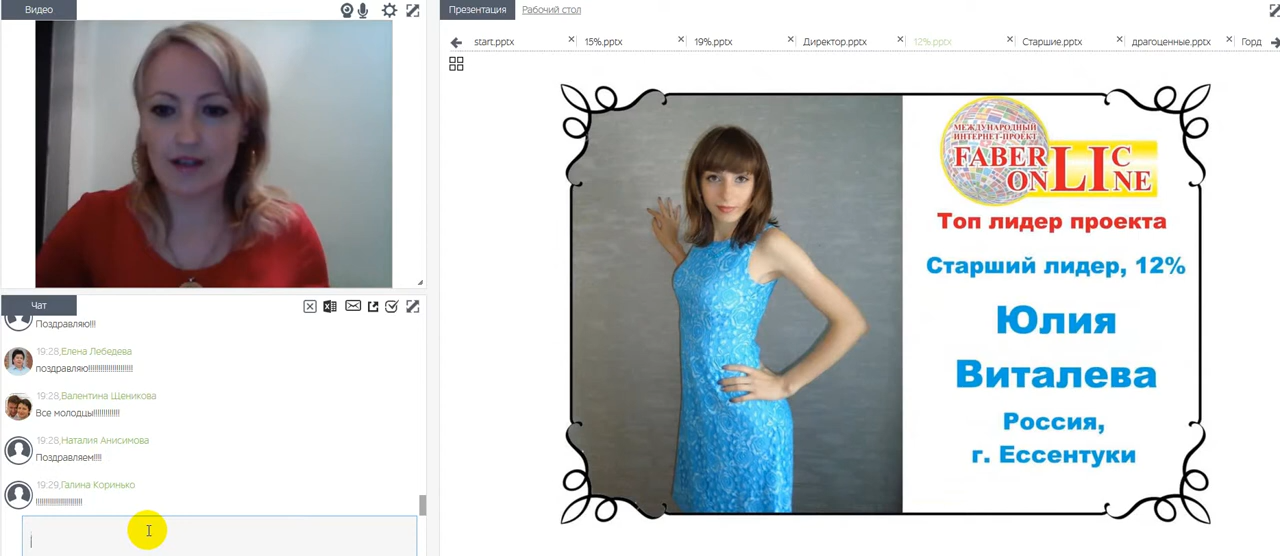 Видео
Презентация
Рабочий стол
start.pptx
15%.pptx
19%.pptx
Директор.pptx
12%.pptx
Старшие.pptx
драгоценные.pptx
Горд
МЕЖДУНАРОДНЫЙ
ИНТЕРНЕТ-ПРОЕКТ
FABERLIC
ONLINE
Топ лидер проекта
Старший лидер, 12%
Юлия
Виталева
Россия,
г. Ессентуки
Чат
Поздравляю!!!
19:28,Елена Лебедева
поздравляю!!!!!!!!!!!!!!!!!!!!!!
19:28,Валентина Щеникова
Все молодцы!!!!!!!!!!!!!
19:28,Наталия Анисимова
Поздравляем!!!!
19:29,Галина Коринько
!!!!!!!!!!!!!!!!!!!!!!!